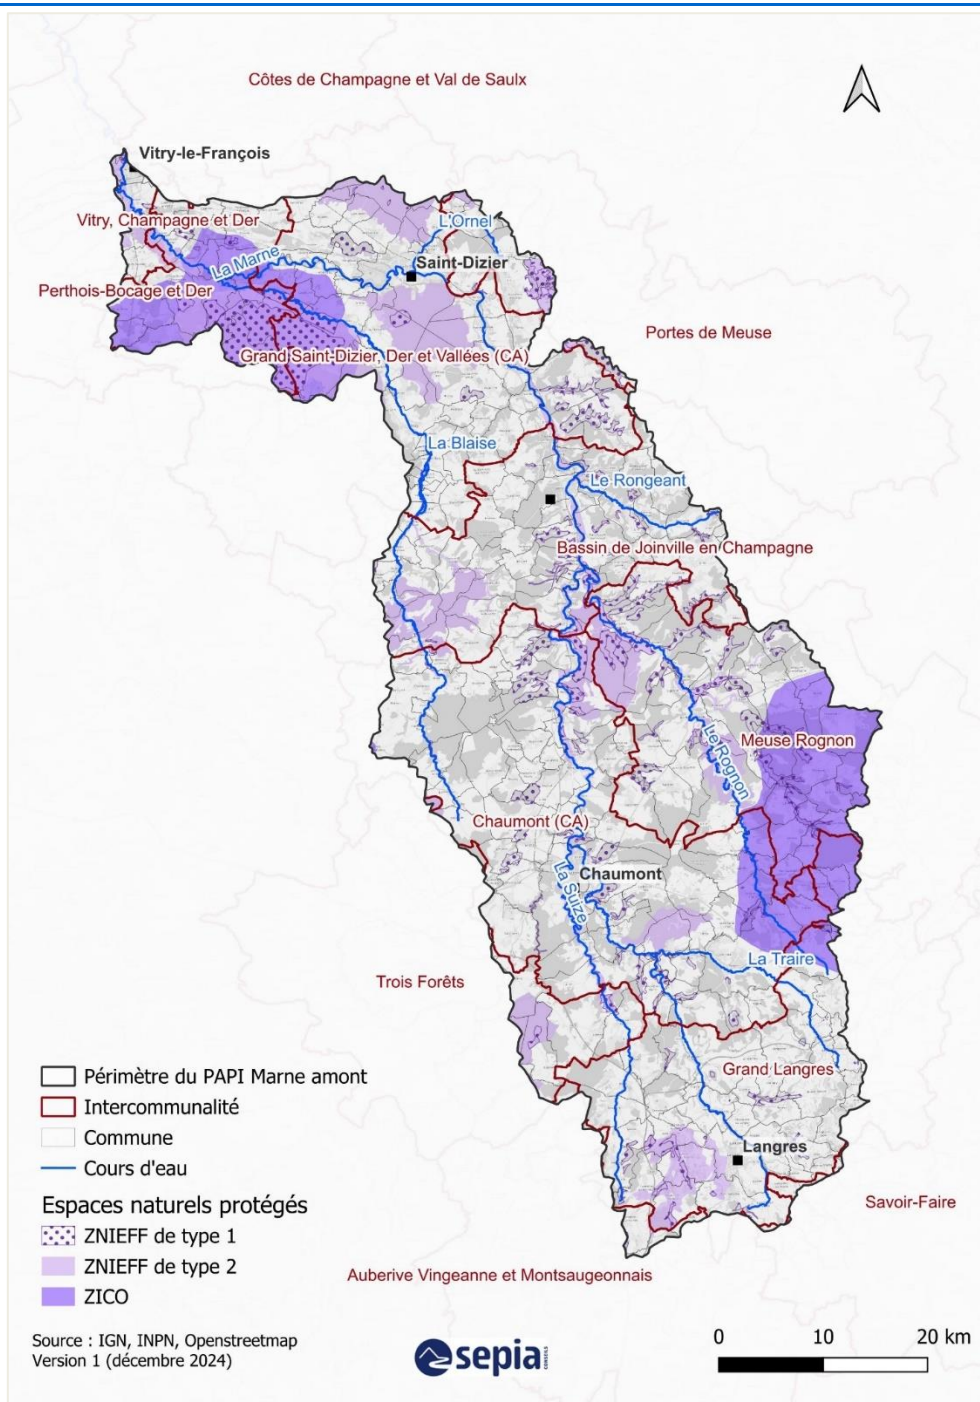 Côtes de Champagne et Val de Saulx
Vitry-le-François
Vitry, Champagne et Der
L'Ornel
La Marne
Saint-Dizier
Perthois-Bocage et Der
Portes de Meuse
Grand Saint-Dizier, Der et Vallées (CA)
La Blaise
Le Rongeant
Bassin de Joinville en Champagne
Meuse Rognon
Le Rognon
Chaumont (CA)
Chaumont
La Suize
La Traire
Trois Forêts
Grand Langres
Langres
Savoir-Faire
Auberive Vingeanne et Montsaugeonnais
Périmètre du PAPI Marne amont
Intercommunalité
Commune
Cours d'eau
Espaces naturels protégés
ZNIEFF de type 1
ZNIEFF de type 2
ZICO
Source : IGN, INPN, Openstreetmap
Version 1 (décembre 2024)
sepia
CONSEILS
0 10 20 km